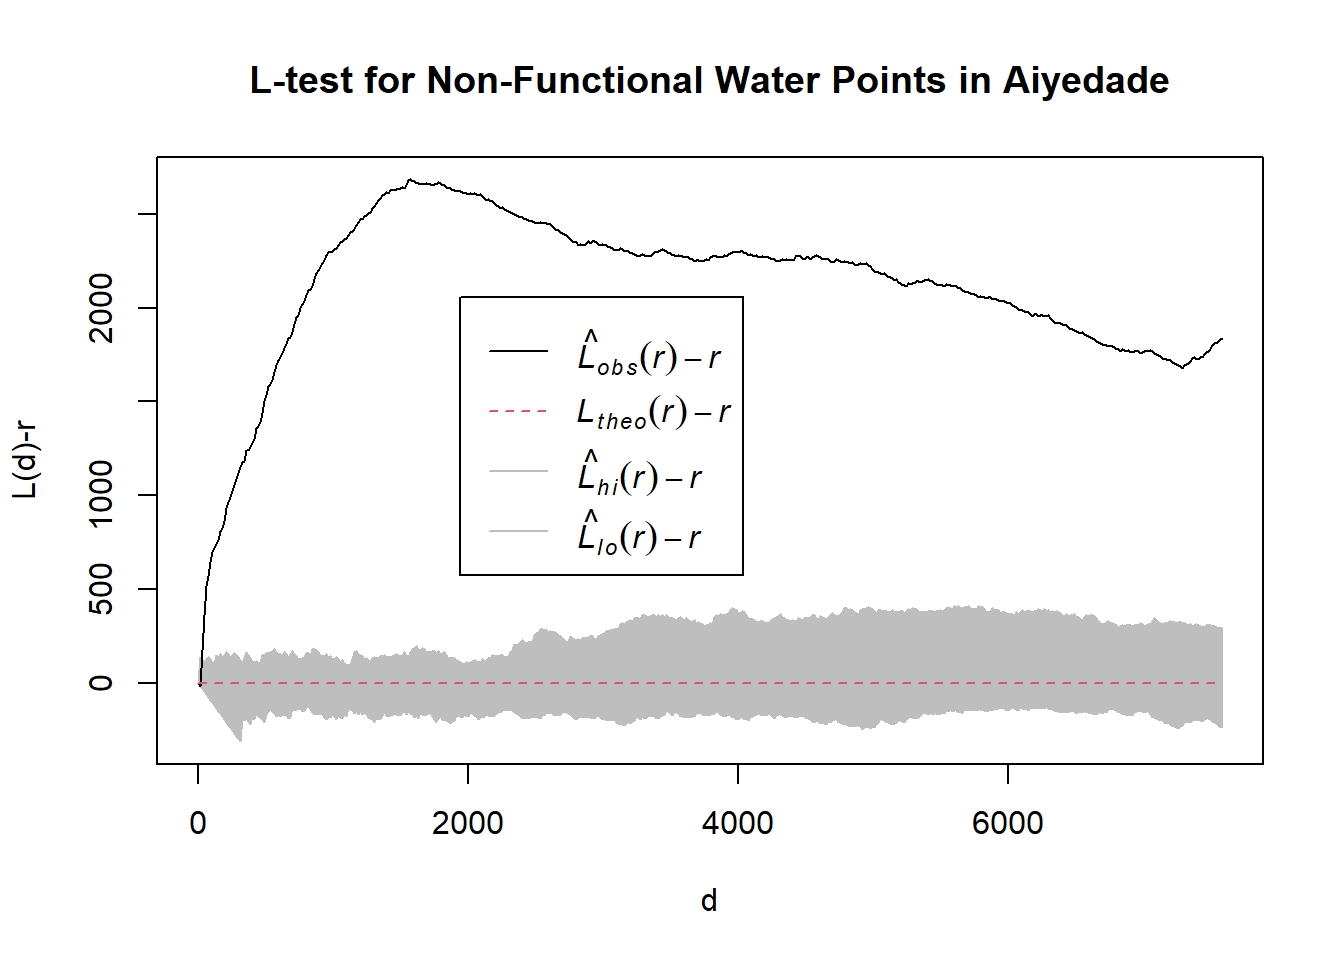 L-test for Non-Functional Water Points in Aiyedade
L(d)-r
2000
1000
500
0
L̂obs(r) − r
Ltheo(r) − r
L̂hi(r) − r
L̂lo(r) − r
0 2000 4000 6000
d